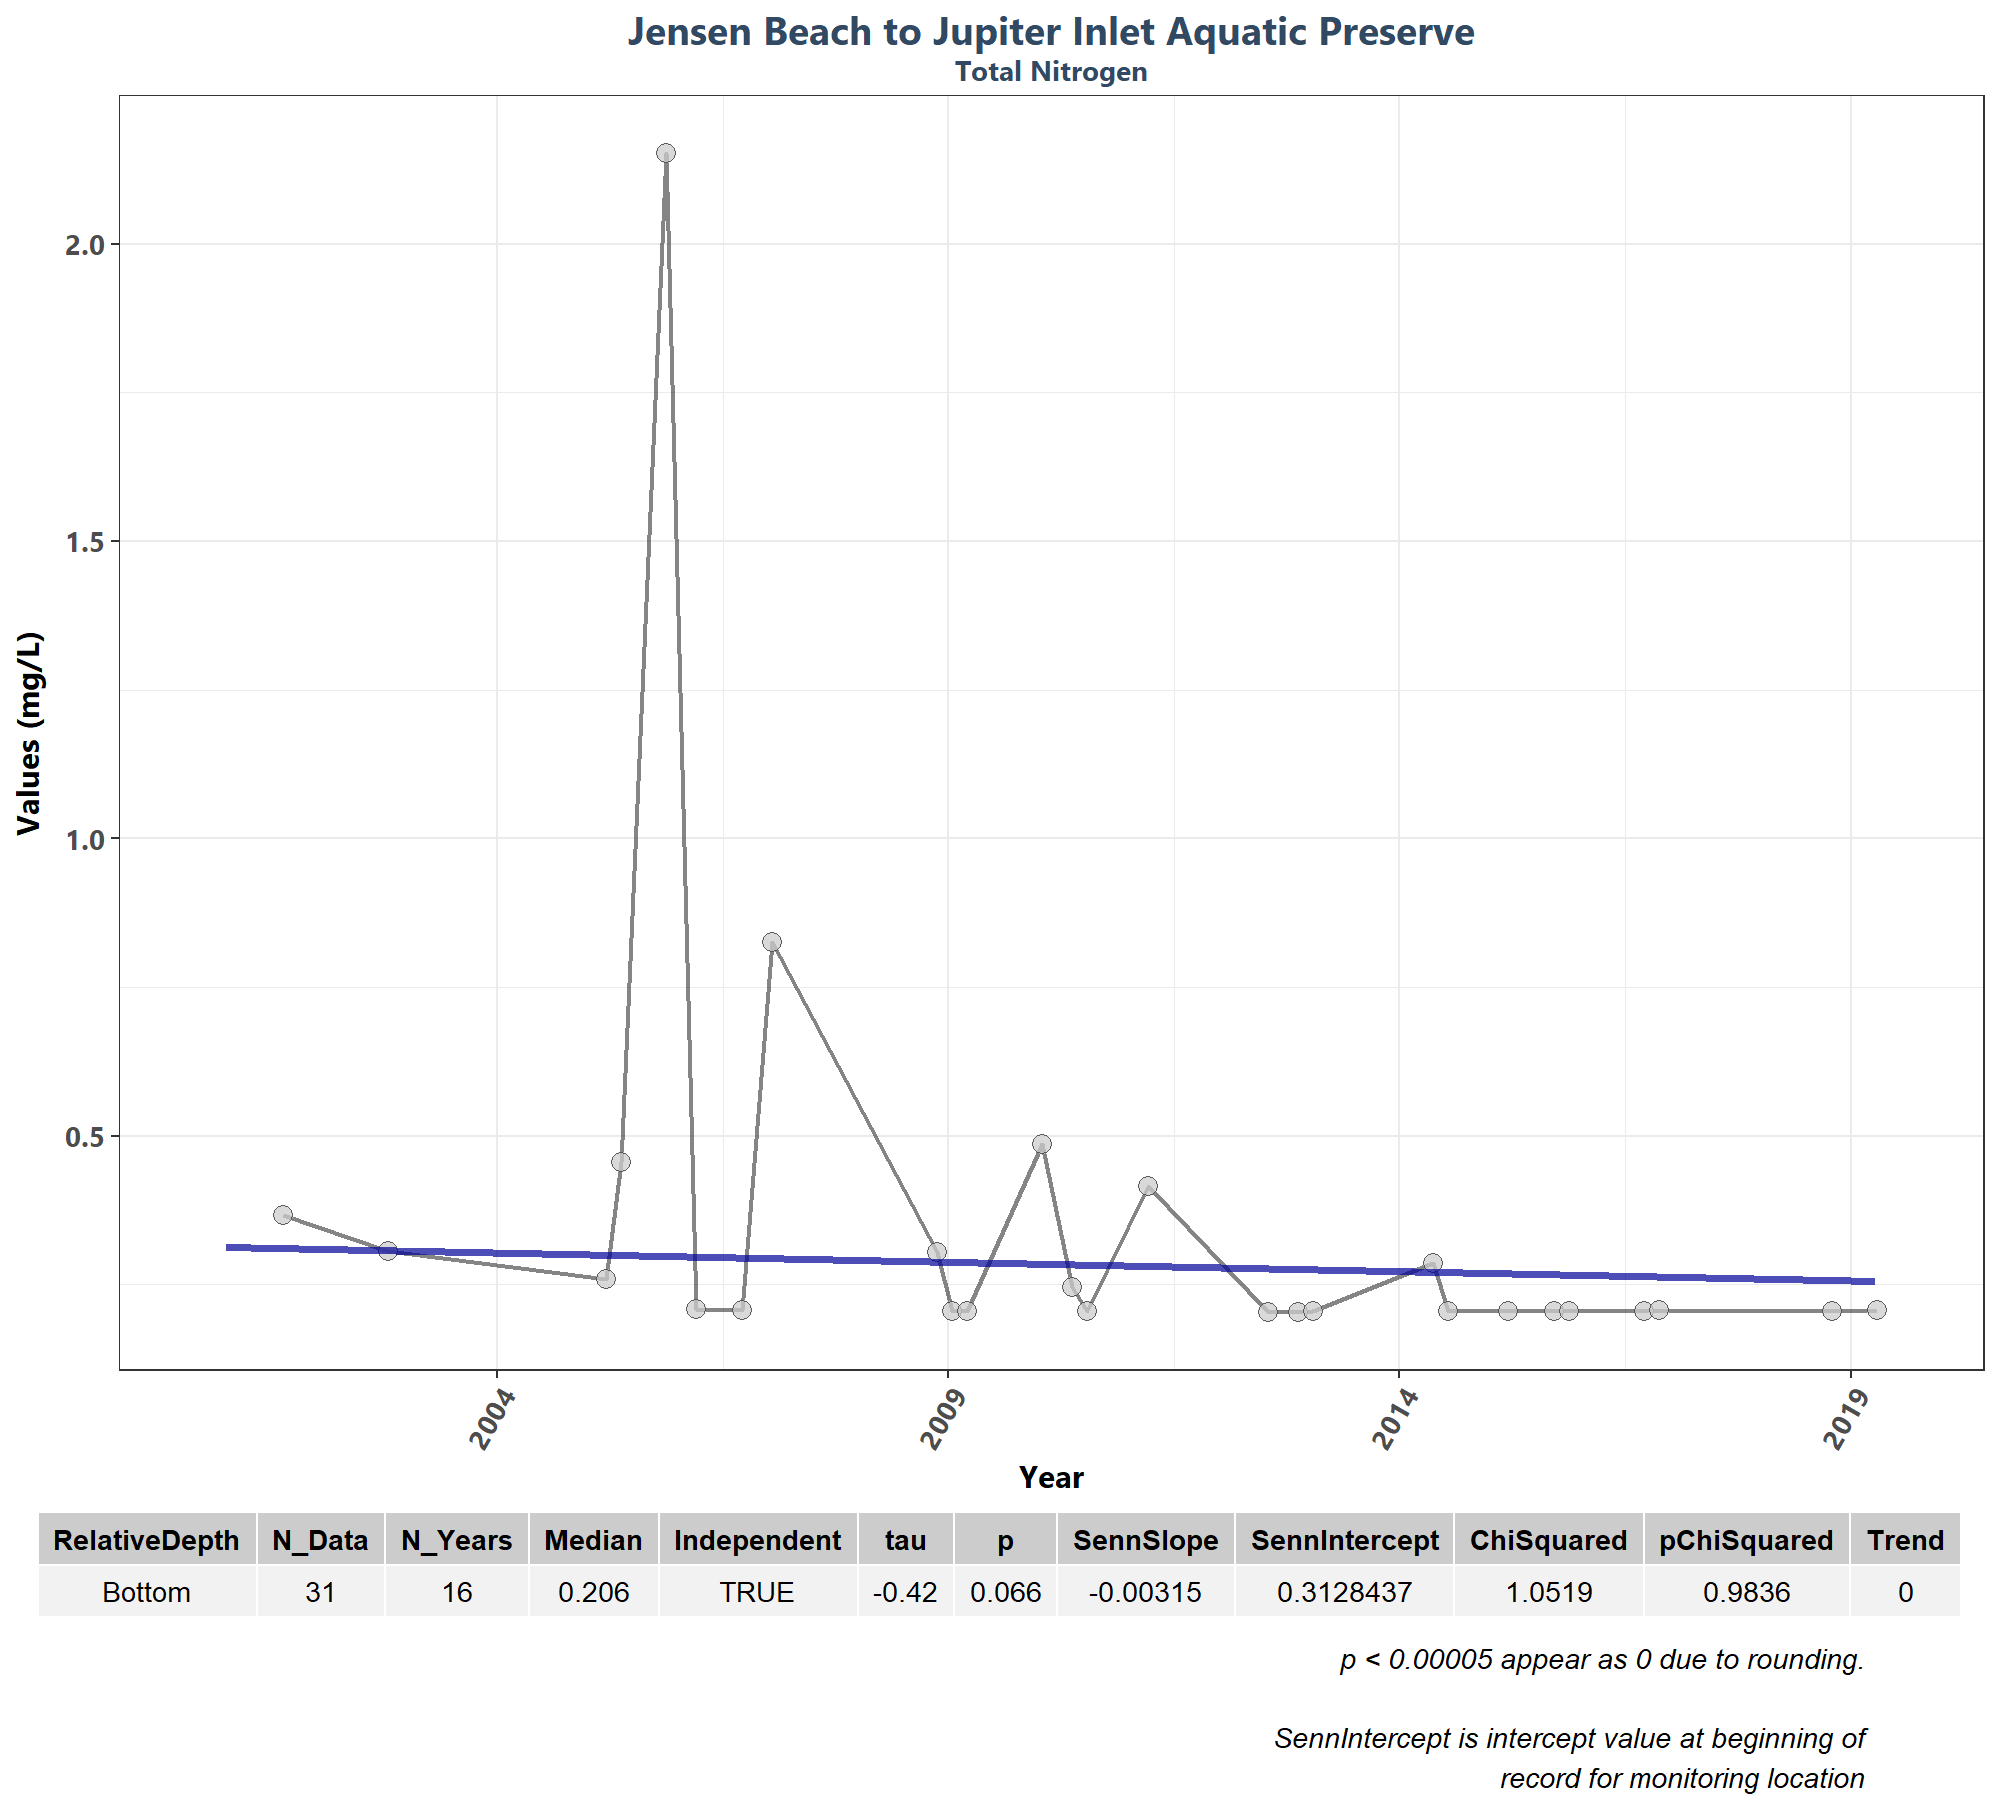 Jensen Beach to Jupiter Inlet Aquatic Preserve
Total Nitrogen
Values (mg/L)
2.0
1.5
1.0
0.5
2004
2009
2014
2019
Year
RelativeDepth N_Data N_Years Median Independent tau p SennSlope SennIntercept ChiSquared pChiSquared Trend
Bottom 31 16 0.206 TRUE -0.42 0.066 -0.00315 0.3128437 1.0519 0.9836 0
p < 0.00005 appear as 0 due to rounding.
SennIntercept is intercept value at beginning of
record for monitoring location